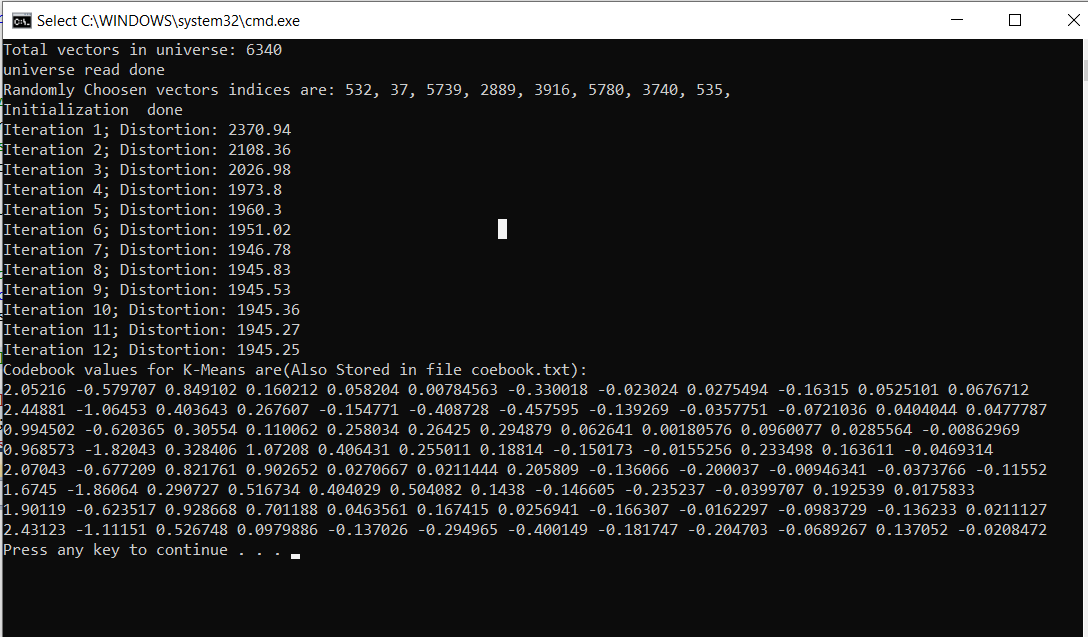 Select C:\WINDOWS\system32\cmd.exe
Total vectors in universe: 6340
universe read done
Randomly Choosen vectors indices are: 532, 37, 5739, 2889, 3916, 5780, 3740, 535,
Initialization  done
Iteration 1; Distortion: 2370.94
Iteration 2; Distortion: 2108.36
Iteration 3; Distortion: 2026.98
Iteration 4; Distortion: 1973.8
Iteration 5; Distortion: 1960.3
Iteration 6; Distortion: 1951.02
Iteration 7; Distortion: 1946.78
Iteration 8; Distortion: 1945.83
Iteration 9; Distortion: 1945.53
Iteration 10; Distortion: 1945.36
Iteration 11; Distortion: 1945.27
Iteration 12; Distortion: 1945.25
Codebook values for K-Means are(Also Stored in file coebook.txt):
2.05216 -0.579707 0.849102 0.160212 0.058204 0.00784563 -0.330018 -0.023024 0.0275494 -0.16315 0.0525101 0.0676712
2.44881 -1.06453 0.403643 0.267607 -0.154771 -0.408728 -0.457595 -0.139269 -0.0357751 -0.0721036 0.0404044 0.0477787
0.994502 -0.620365 0.30554 0.110062 0.258034 0.26425 0.294879 0.062641 0.00180576 0.0960077 0.0285564 -0.00862969
0.968573 -1.82043 0.328406 1.07208 0.406431 0.255011 0.18814 -0.150173 -0.0155256 0.233498 0.163611 -0.0469314
2.07043 -0.677209 0.821761 0.902652 0.0270667 0.0211444 0.205809 -0.136066 -0.200037 -0.00946341 -0.0373766 -0.11552
1.6745 -1.86064 0.290727 0.516734 0.404029 0.504082 0.1438 -0.146605 -0.235237 -0.0399707 0.192539 0.0175833
1.90119 -0.623517 0.928668 0.701188 0.0463561 0.167415 0.0256941 -0.166307 -0.0162297 -0.0983729 -0.136233 0.0211127
2.43123 -1.11151 0.526748 0.0979886 -0.137026 -0.294965 -0.400149 -0.181747 -0.204703 -0.0689267 0.137052 -0.0208472
Press any key to continue . . .